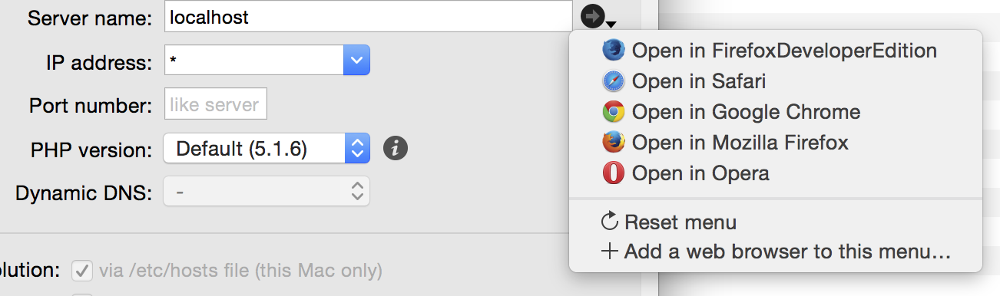 Server name: localhost
IP address: *
Port number: like server
PHP version: Default (5.1.6)
Dynamic DNS: -
olution: via /etc/hosts file (this Mac only)
Open in FirefoxDeveloperEdition
Open in Safari
Open in Google Chrome
Open in Mozilla Firefox
Open in Opera
Reset menu
Add a web browser to this menu…